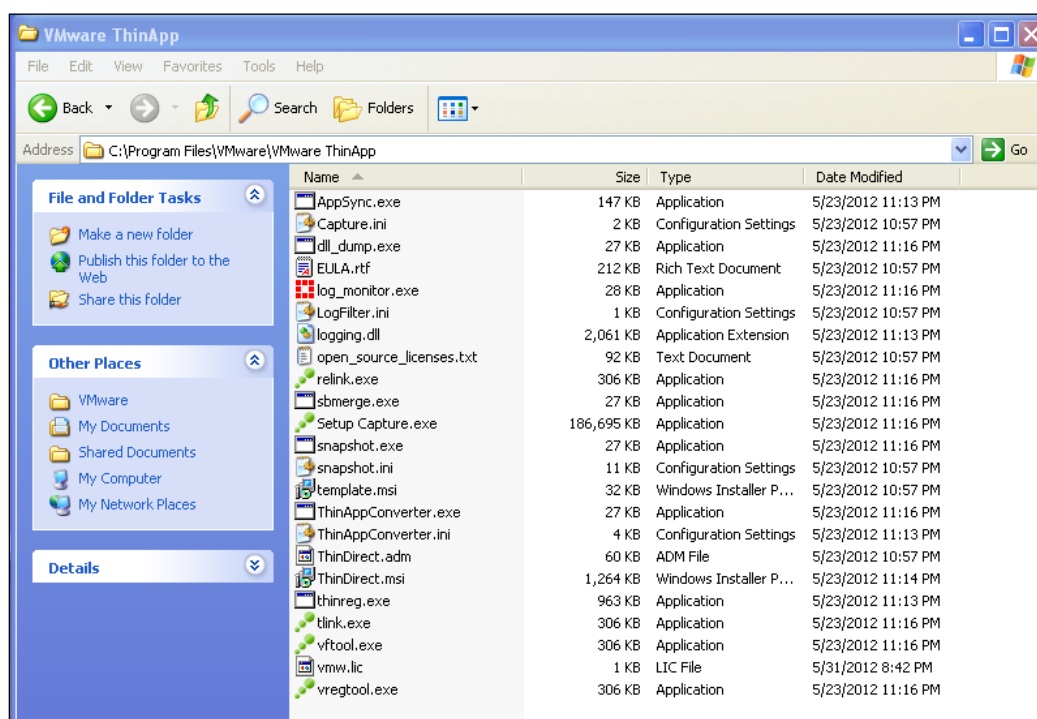 VMware ThinApp
File Edit View Favorites Tools Help
Back Search Folders
Address C:\Program Files\VMware\VMware ThinApp Go
File and Folder Tasks
Make a new folder
Publish this folder to the
Web
Share this folder
Other Places
VMware
My Documents
Shared Documents
My Computer
My Network Places
Details
Name Size Type Date Modified
AppSync.exe 147 KB Application 5/23/2012 11:13 PM
Capture.ini 2 KB Configuration Settings 5/23/2012 10:57 PM
dll_dump.exe 27 KB Application 5/23/2012 11:16 PM
EULA.rtf 212 KB Rich Text Document 5/23/2012 10:57 PM
log_monitor.exe 28 KB Application 5/23/2012 11:16 PM
LogFilter.ini 1 KB Configuration Settings 5/23/2012 10:57 PM
logging.dll 2,061 KB Application Extension 5/23/2012 11:13 PM
open_source_licenses.txt 92 KB Text Document 5/23/2012 10:57 PM
relink.exe 306 KB Application 5/23/2012 11:16 PM
sbmerge.exe 27 KB Application 5/23/2012 11:16 PM
Setup Capture.exe 186,695 KB Application 5/23/2012 11:16 PM
snapshot.exe 27 KB Application 5/23/2012 11:16 PM
snapshot.ini 11 KB Configuration Settings 5/23/2012 10:57 PM
template.msi 32 KB Windows Installer P... 5/23/2012 10:57 PM
ThinAppConverter.exe 27 KB Application 5/23/2012 11:16 PM
ThinAppConverter.ini 4 KB Configuration Settings 5/23/2012 11:13 PM
ThinDirect.adm 60 KB ADM File 5/23/2012 10:57 PM
ThinDirect.msi 1,264 KB Windows Installer P... 5/23/2012 11:14 PM
thinreg.exe 963 KB Application 5/23/2012 11:13 PM
tlink.exe 306 KB Application 5/23/2012 11:16 PM
vftool.exe 306 KB Application 5/23/2012 11:16 PM
vmw.lic 1 KB LIC File 5/31/2012 8:42 PM
vregtool.exe 306 KB Application 5/23/2012 11:16 PM